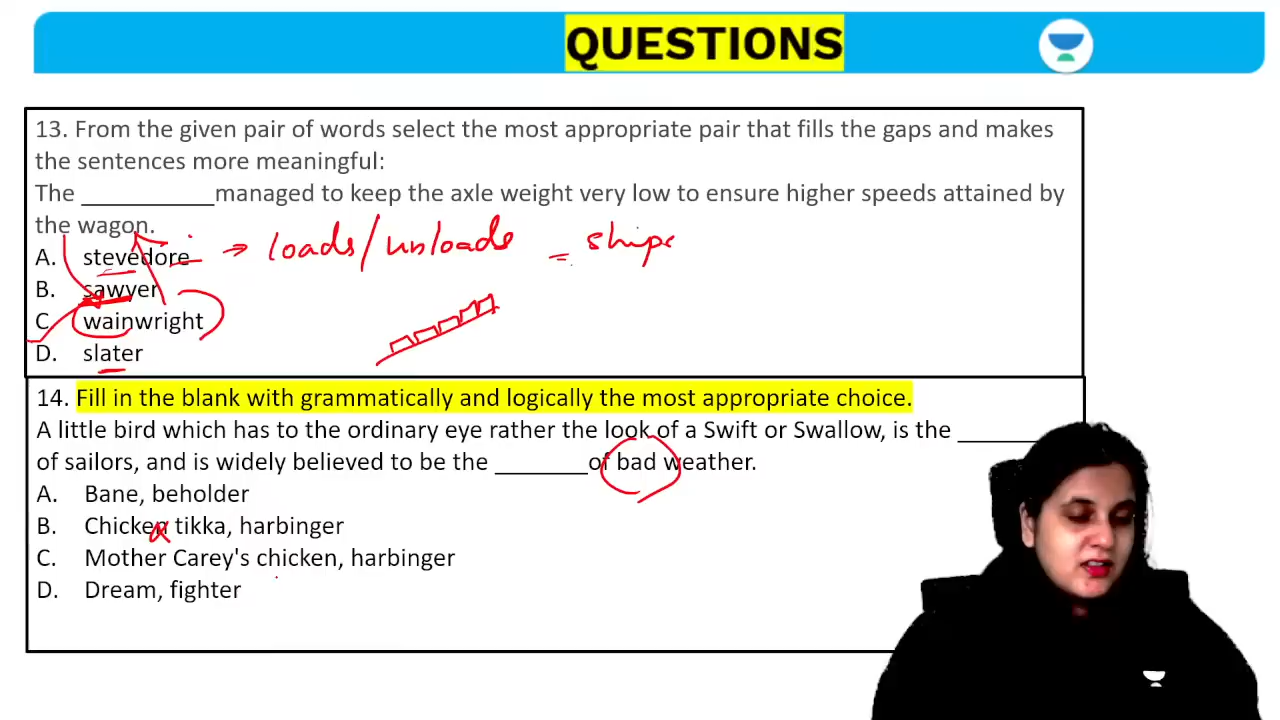 QUESTIONS
13. From the given pair of words select the most appropriate pair that fills the gaps and makes
the sentences more meaningful:
The __________managed to keep the axle weight very low to ensure higher speeds attained by
the wagon.
A. stevedore → loads/unloads = ships
B. sawyer
C. wainwright
D. slater
14. Fill in the blank with grammatically and logically the most appropriate choice.
A little bird which has to the ordinary eye rather the look of a Swift or Swallow, is the _______
of sailors, and is widely believed to be the _______of bad weather.
A. Bane, beholder
B. Chicken tikka, harbinger
C. Mother Carey's chicken, harbinger
D. Dream, fighter